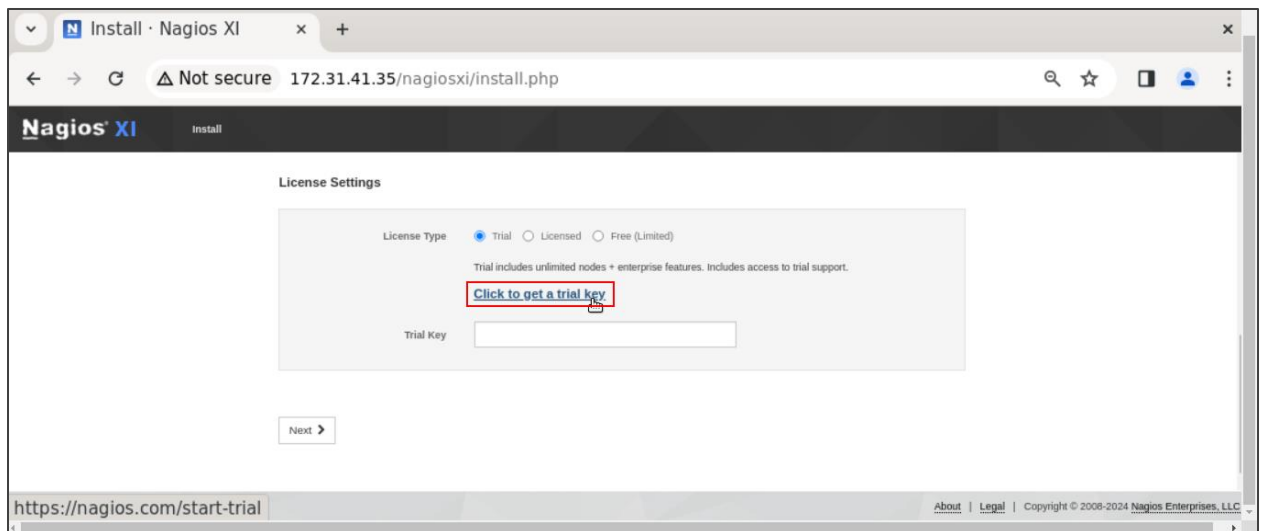 Install · Nagios XI
Not secure 172.31.41.35/nagiosxi/install.php
Nagios® XI Install
License Settings
License Type Trial Licensed Free (Limited)
Trial includes unlimited nodes + enterprise features. Includes access to trial support.
Click to get a trial key
Trial Key
Next
https://nagios.com/start-trial
About | Legal | Copyright © 2008-2024 Nagios Enterprises, LLC